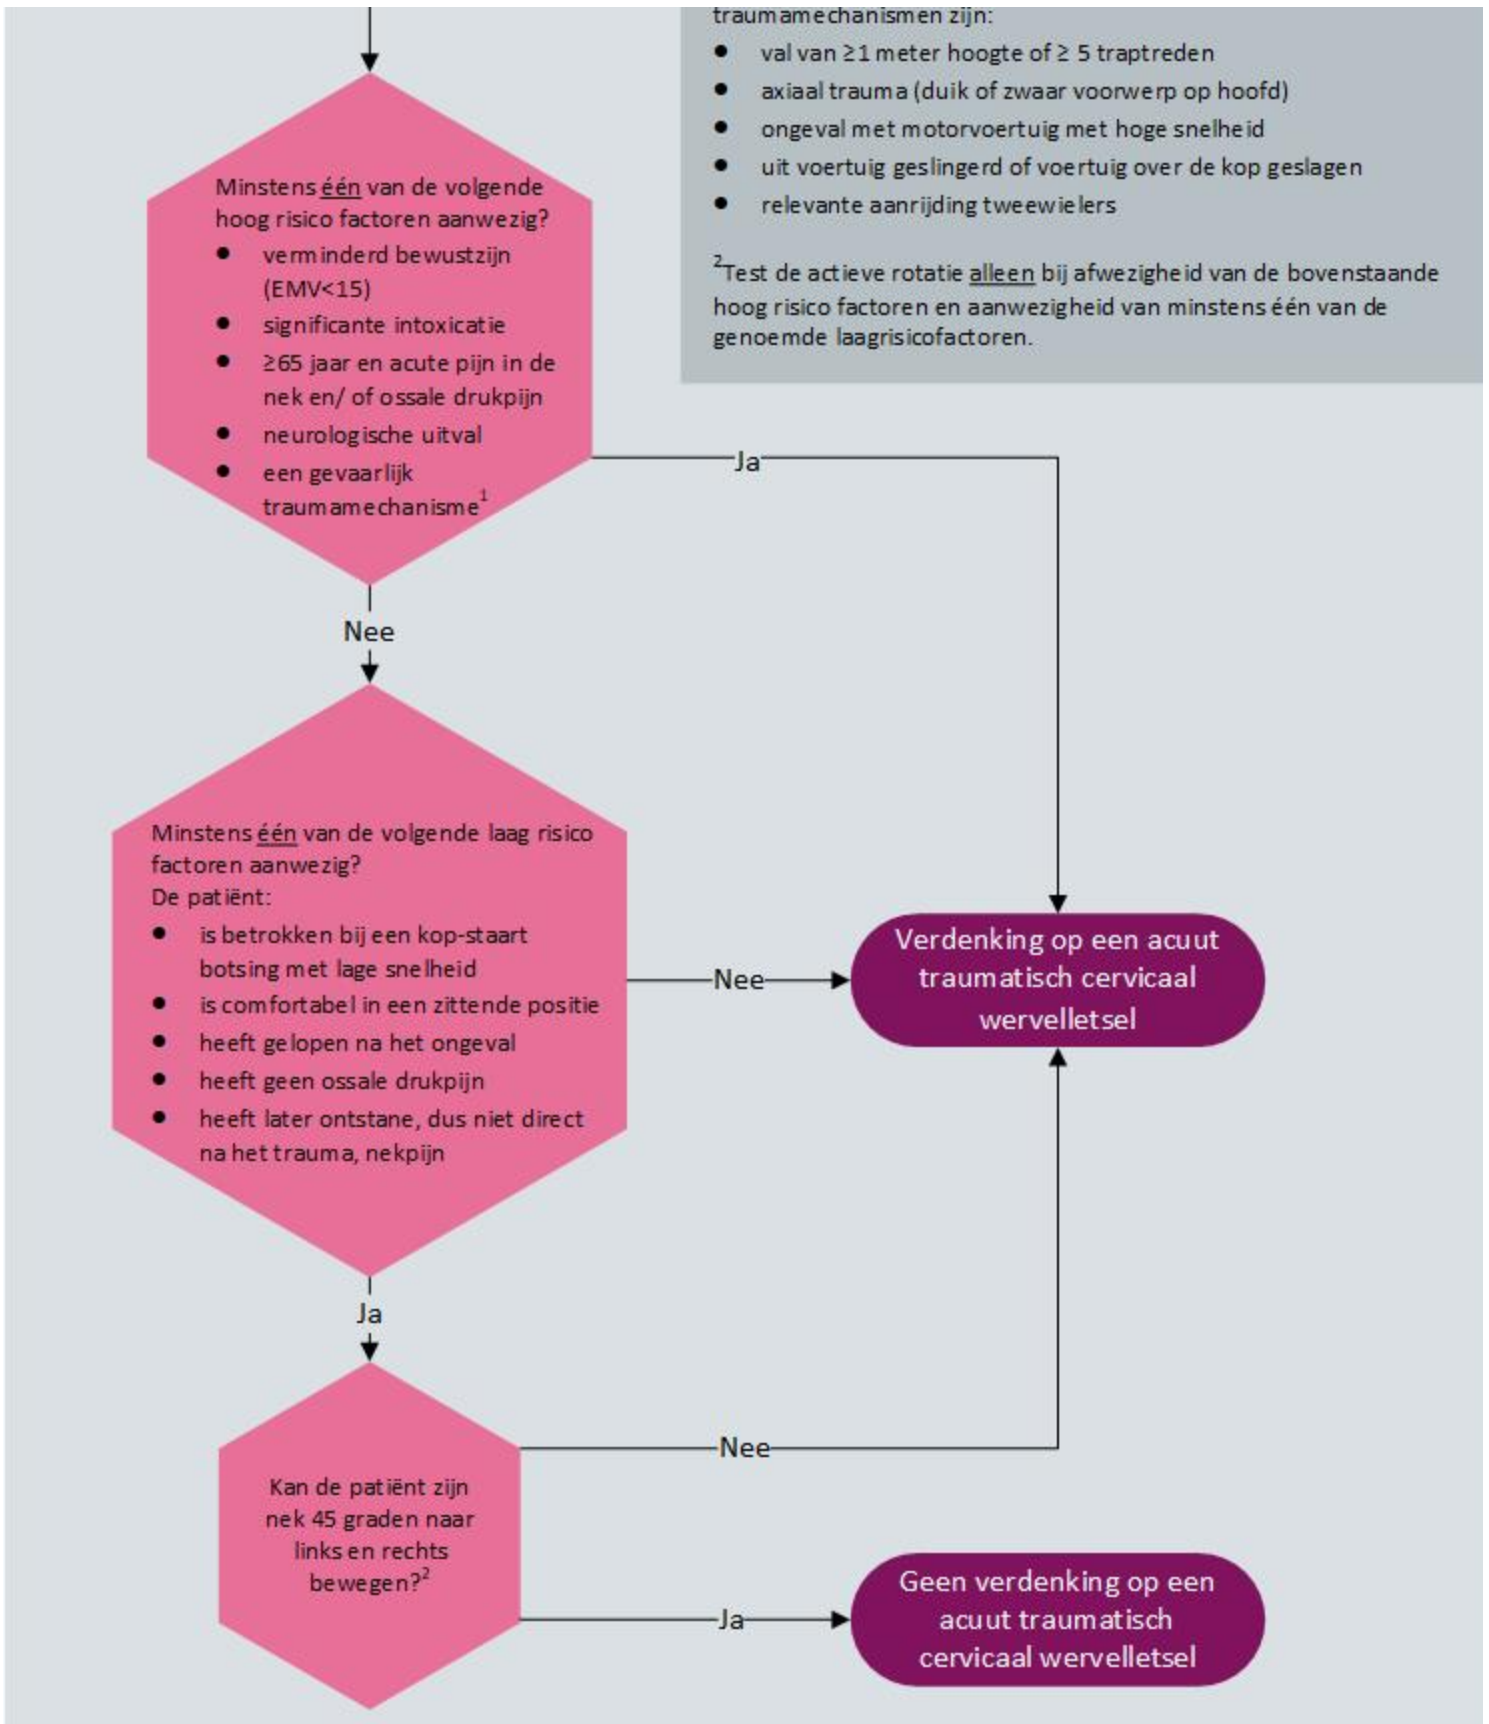 traumamechanismen zijn:
● val van ≥1 meter hoogte of ≥ 5 traptreden
● axiaal trauma (duik of zwaar voorwerp op hoofd)
● ongeval met motorvoertuig met hoge snelheid
● uit voertuig geslingerd of voertuig over de kop geslagen
● relevante aanrijding tweewielers
²Test de actieve rotatie alleen bij afwezigheid van de bovenstaande
hoog risico factoren en aanwezigheid van minstens één van de
genoemde laagrisicofactoren.
Minstens één van de volgende
hoog risico factoren aanwezig?
● verminderd bewustzijn
(EMV<15)
● significante intoxicatie
● ≥65 jaar en acute pijn in de
nek en/ of ossale drukpijn
● neurologische uitval
● een gevaarlijk
traumamechanisme¹
Ja
Nee
Minstens één van de volgende laag risico
factoren aanwezig?
De patiënt:
● is betrokken bij een kop-staart
botsing met lage snelheid
● is comfortabel in een zittende positie
● heeft gelopen na het ongeval
● heeft geen ossale drukpijn
● heeft later ontstane, dus niet direct
na het trauma, nekpijn
Nee
Verdenking op een acuut
traumatisch cervicaal
wervelletsel
Ja
Kan de patiënt zijn
nek 45 graden naar
links en rechts
bewegen?²
Nee
Ja
Geen verdenking op een
acuut traumatisch
cervicaal wervelletsel